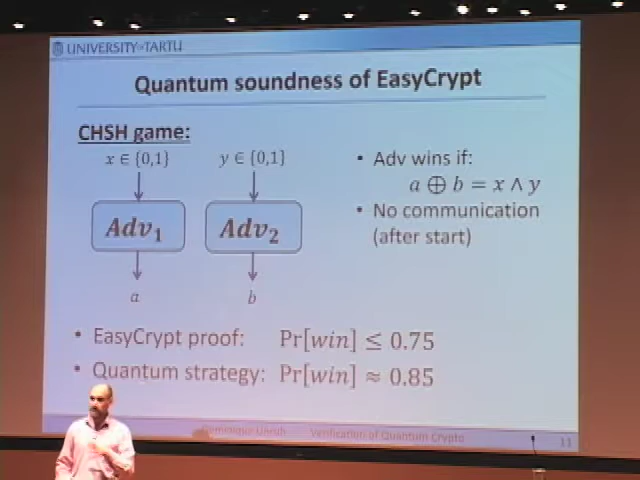 UNIVERSITY OF TARTU
Quantum soundness of EasyCrypt
CHSH game:
x ∈ {0,1} y ∈ {0,1}
Adv₁ Adv₂
a b
• Adv wins if:
a ⊕ b = x ∧ y
• No communication
(after start)
• EasyCrypt proof: Pr[win] ≤ 0.75
• Quantum strategy: Pr[win] ≈ 0.85
Verification of Quantum Crypto 11